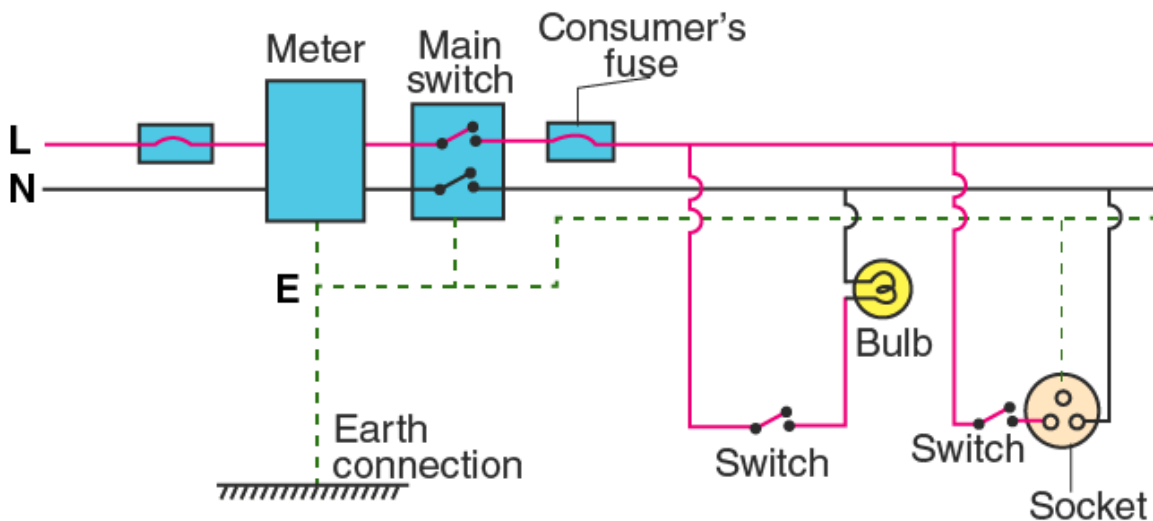 Meter
Main
switch
Consumer's
fuse
L
N
E
Bulb
Earth
connection
Switch
Switch
Socket